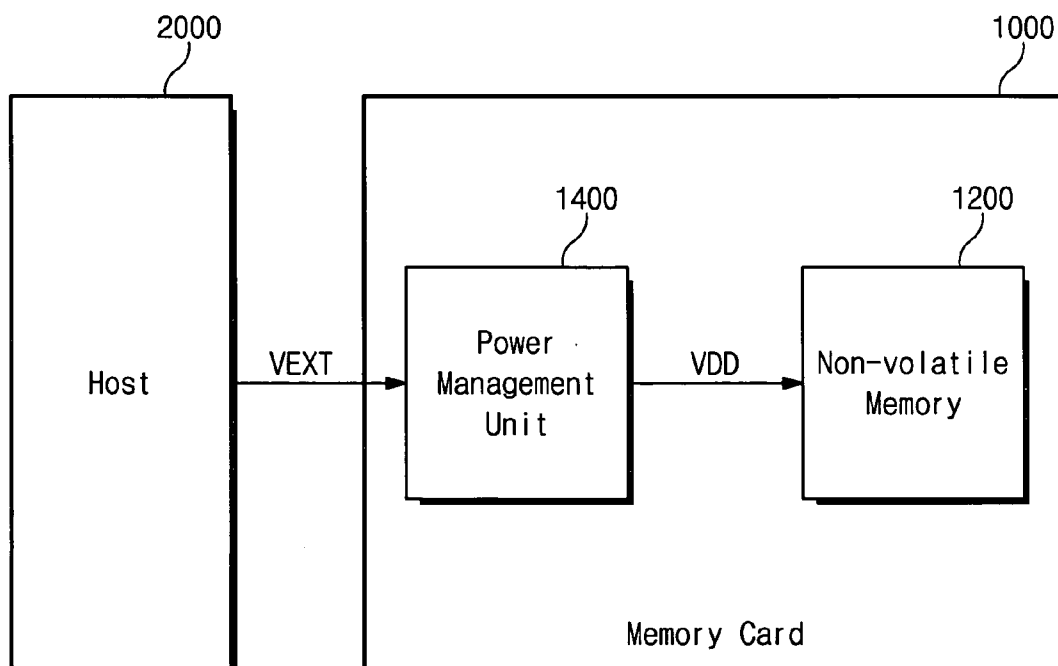 2000
1000
1400
1200
Host
VEXT
Power
Management
Unit
VDD
Non-volatile
Memory
Memory Card